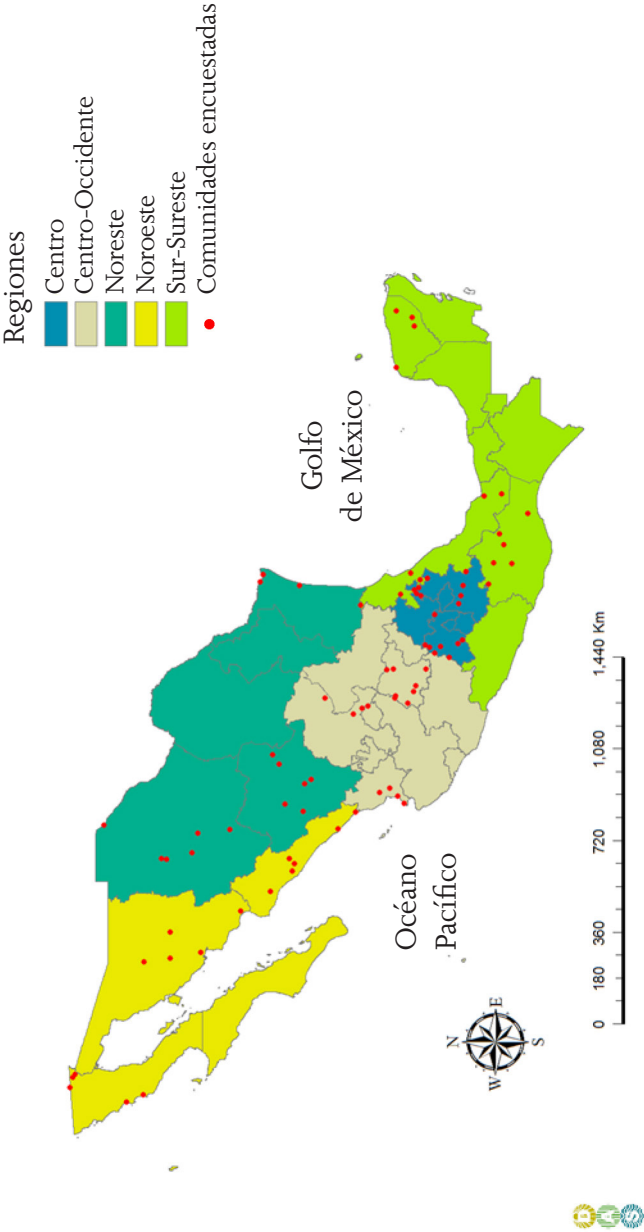 Regiones
Centro
Centro-Occidente
Noreste
Noroeste
Sur-Sureste
Comunidades encuestadas
Golfo
de México
Océano
Pacífico
N
W
E
S
0 180 360 720 1,080 1,440 Km
D
A
S